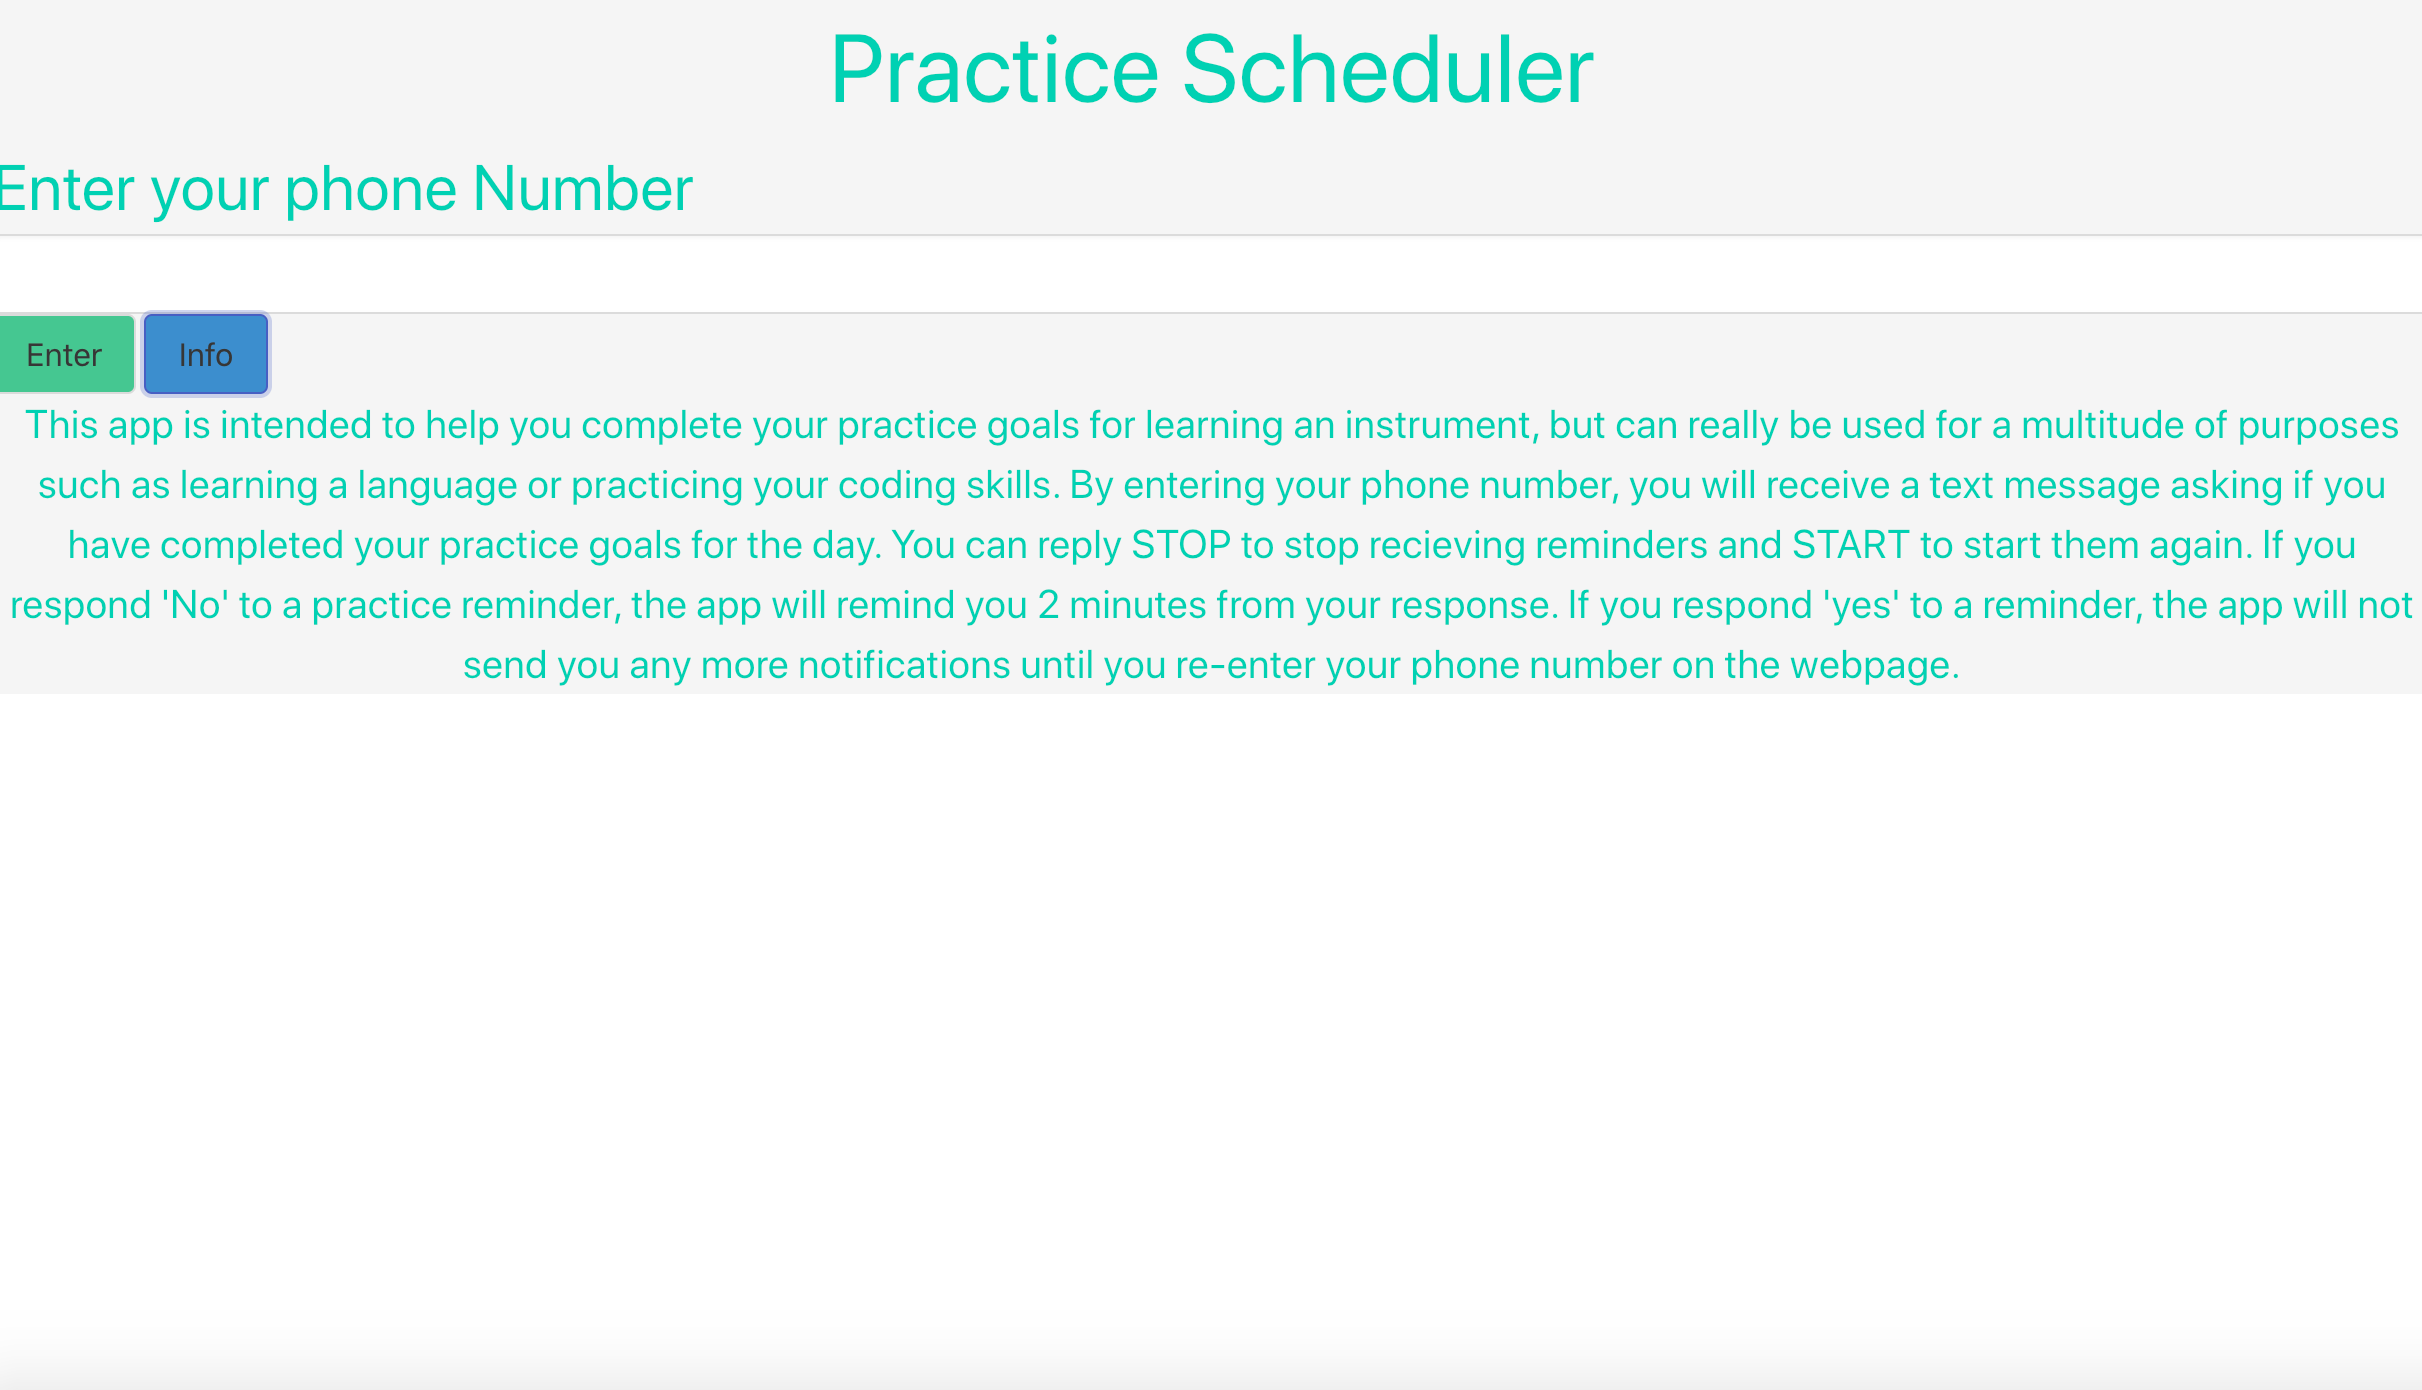 Practice Scheduler
Enter your phone Number
Enter
Info
This app is intended to help you complete your practice goals for learning an instrument, but can really be used for a multitude of purposes
such as learning a language or practicing your coding skills. By entering your phone number, you will receive a text message asking if you
have completed your practice goals for the day. You can reply STOP to stop recieving reminders and START to start them again. If you
respond 'No' to a practice reminder, the app will remind you 2 minutes from your response. If you respond 'yes' to a reminder, the app will not
send you any more notifications until you re-enter your phone number on the webpage.